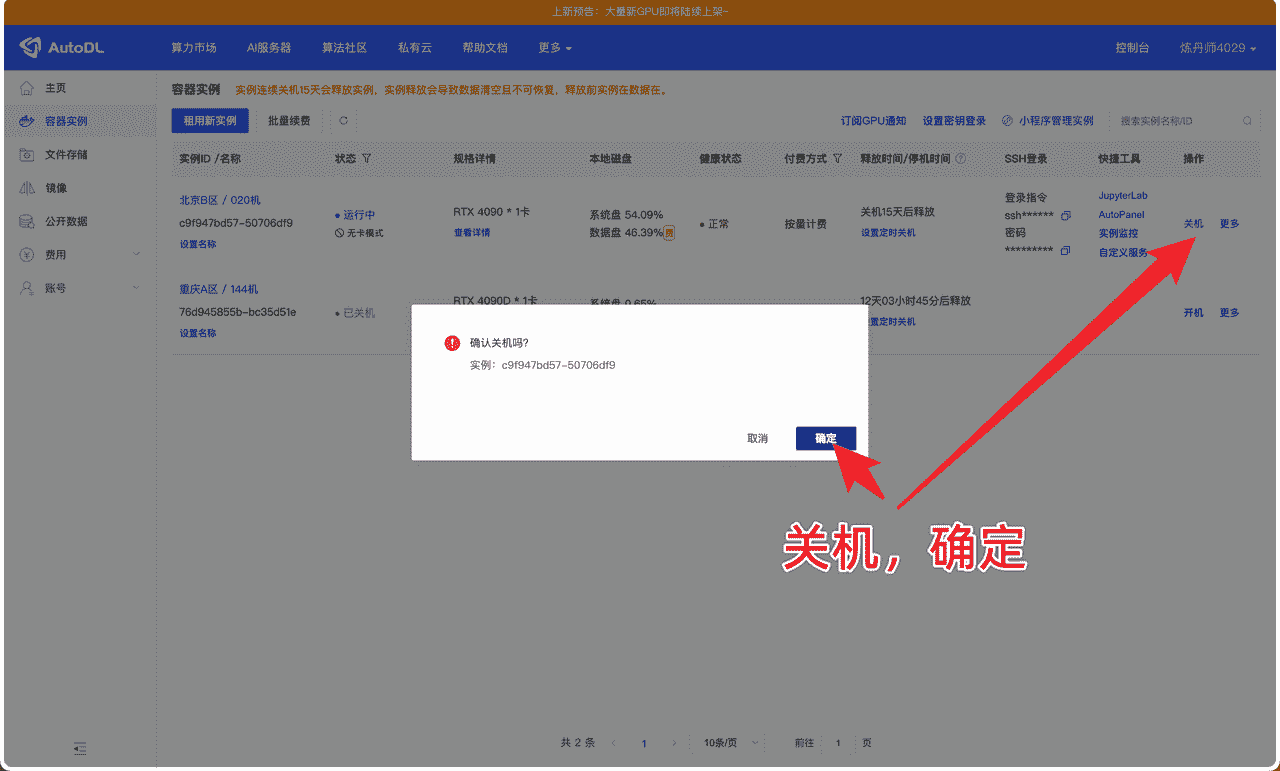 上新预告：大量新GPU即将陆续上架~
AutoDL 算力市场 AI服务器 算法社区 私有云 帮助文档 更多 控制台 炼丹师4029
主页
容器实例
文件存储
镜像
公开数据
费用
账号
容器实例 实例连续关机15天会释放实例，实例释放会导致数据清空且不可恢复，释放前实例在数据在。
租用新实例 批量续费 订阅GPU通知 设置密钥登录 小程序管理实例 搜索实例名称/ID
实例ID /名称 状态 规格详情 本地磁盘 健康状态 付费方式 释放时间/停机时间 SSH登录 快捷工具 操作
北京B区 / 020机
c9f947bd57-50706df9
设置名称
运行中
无卡模式
RTX 4090 * 1卡
查看详情
系统盘 54.09%
数据盘 46.39%
正常
按量计费
关机15天后释放
设置定时关机
登录指令
ssh******
密码
*********
JupyterLab
AutoPanel
实例监控
自定义服务
关机 更多
重庆A区 / 144机
76d945855b-bc35d51e
设置名称
已关机
RTX 4090D * 1卡
系统盘 0.65%
12天03小时45分后释放
置定时关机
开机 更多
确认关机吗?
实例：c9f947bd57-50706df9
取消 确定
关机，确定
共 2 条 1 10条/页 前往 1 页